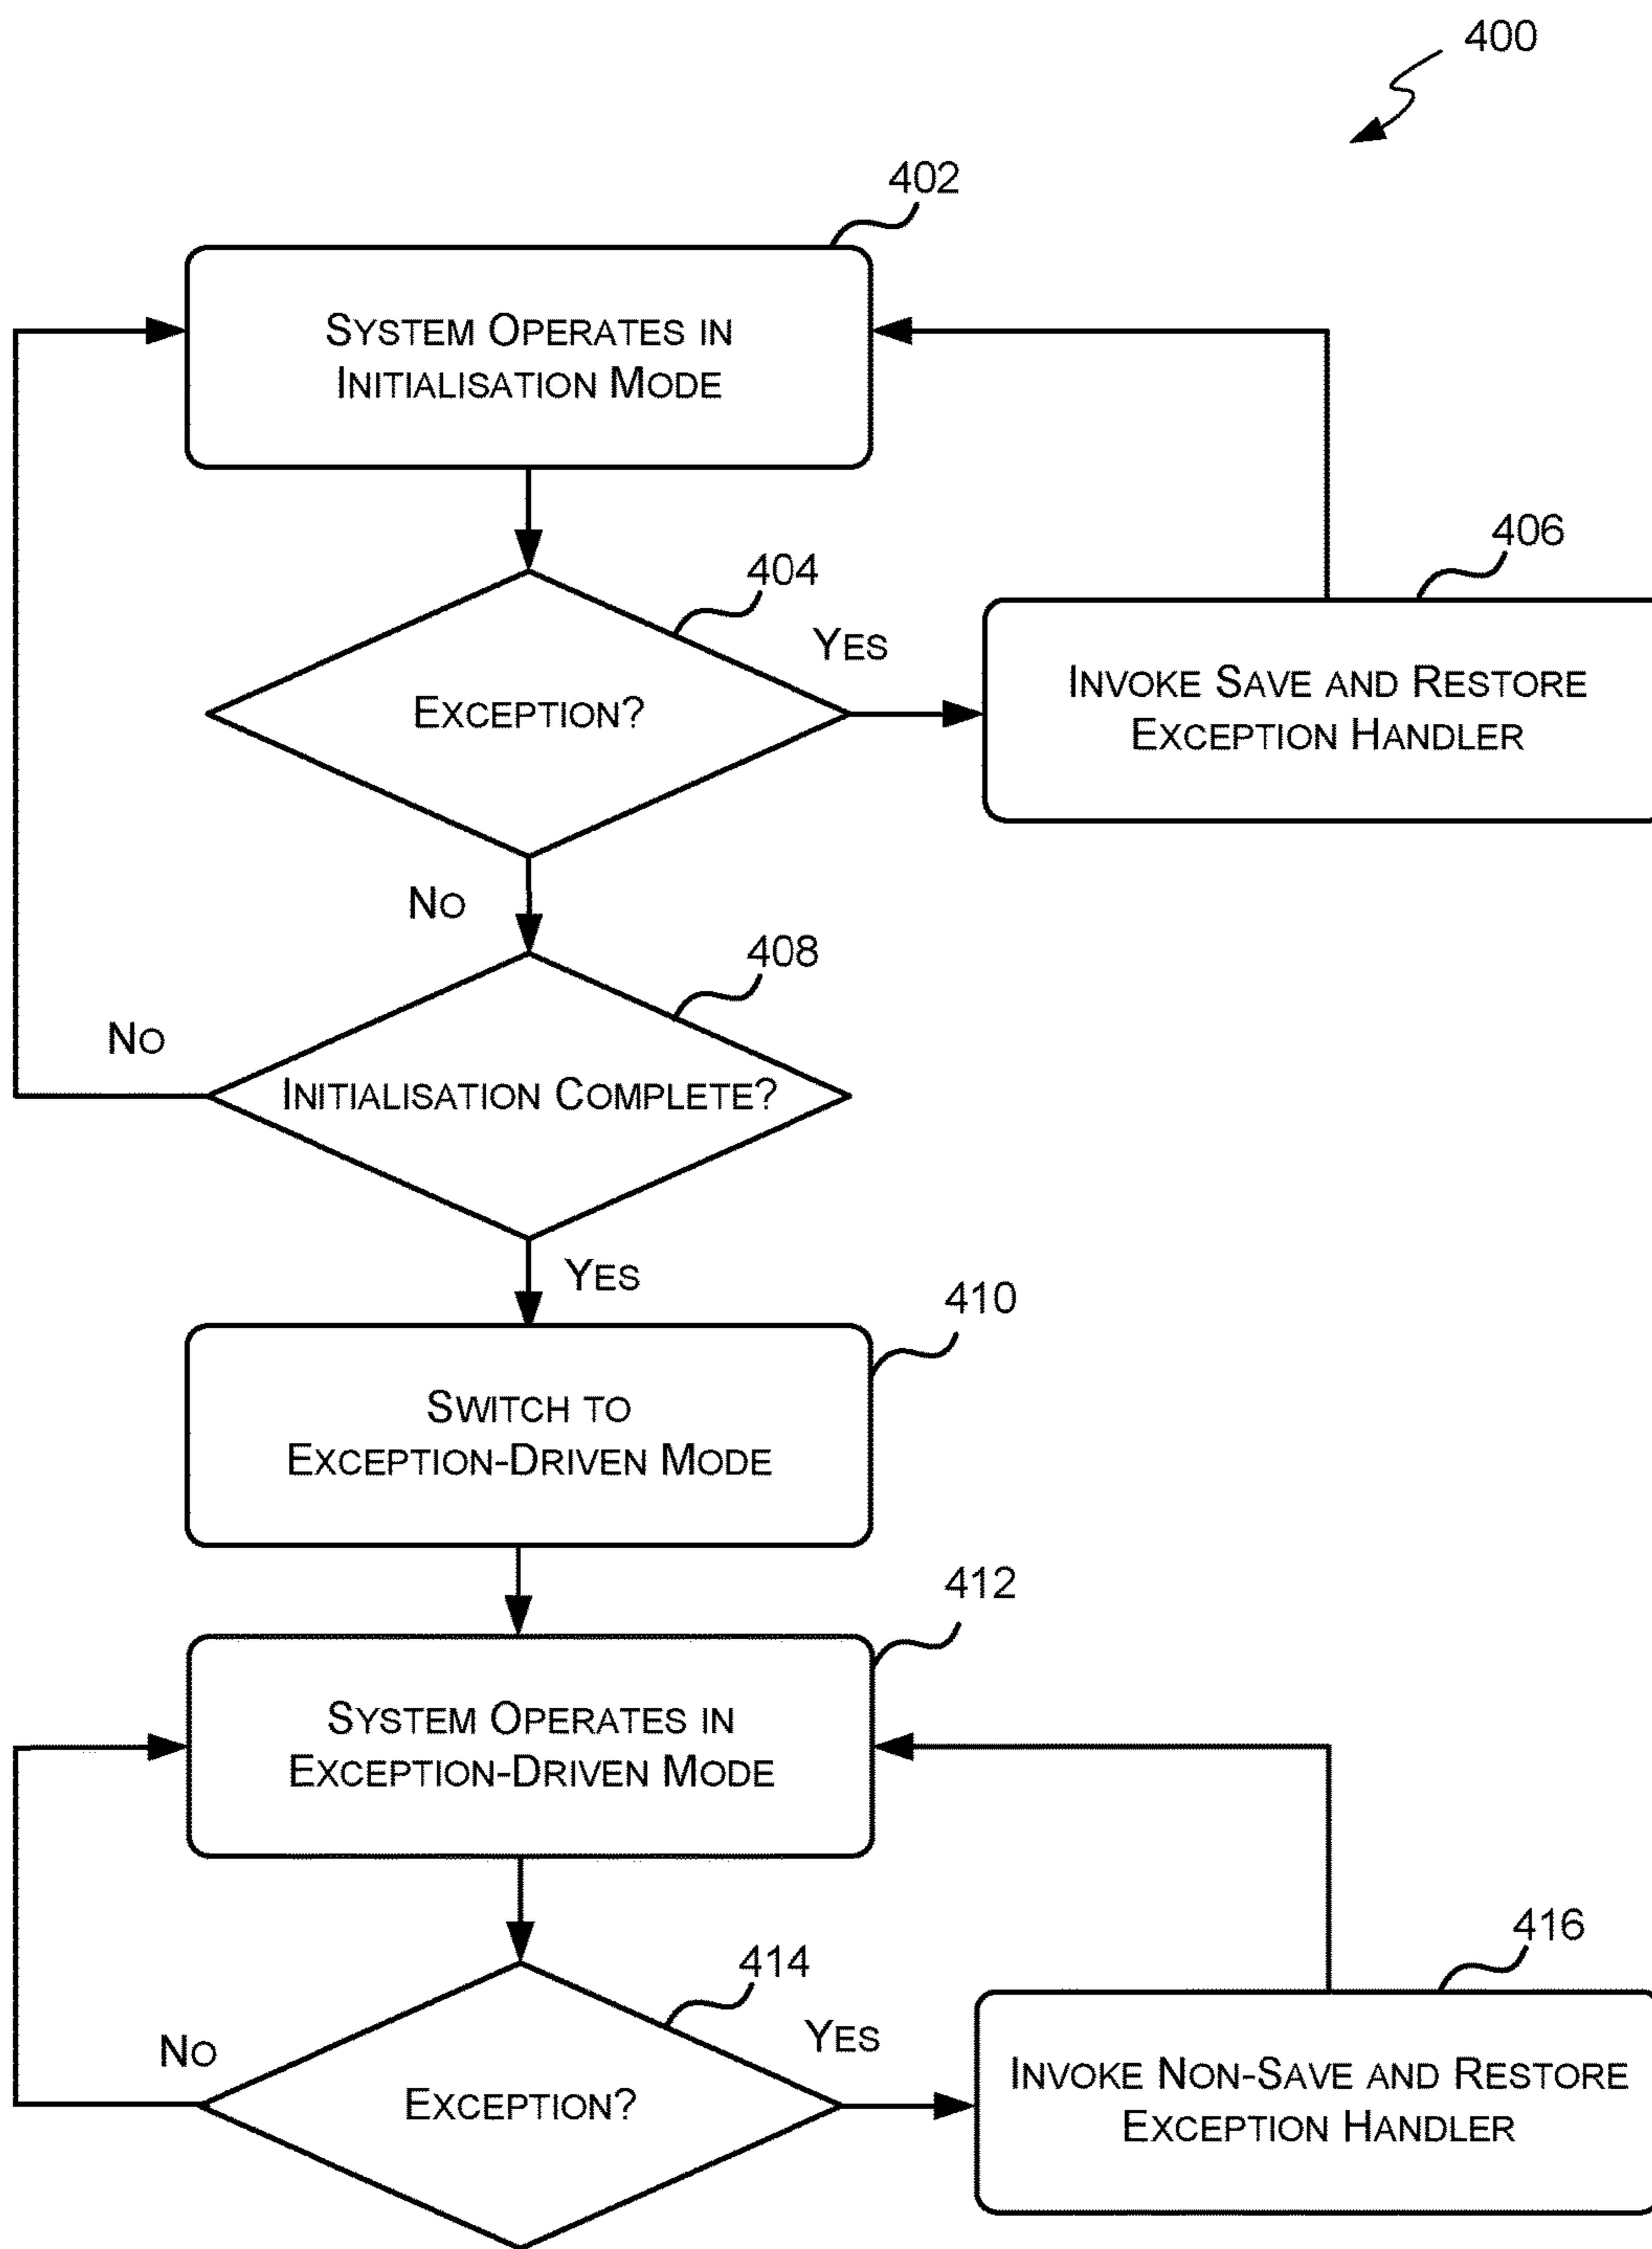 400
402
System Operates in
Initialisation Mode
404
Yes
406
Exception?
Invoke Save and Restore
Exception Handler
No
408
No
Initialisation Complete?
Yes
410
Switch to
Exception-Driven Mode
412
System Operates in
Exception-Driven Mode
414
416
No
Yes
Exception?
Invoke Non-Save and Restore
Exception Handler